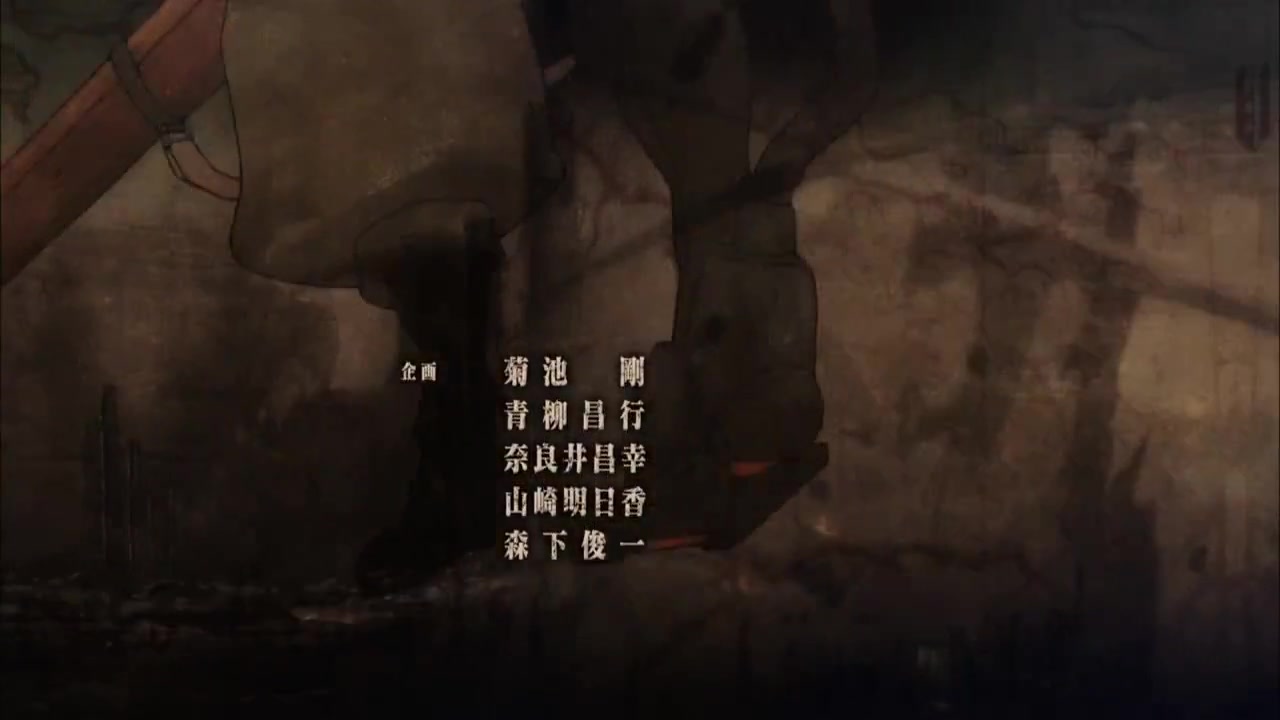 企画 菊池 剛
青柳昌行
奈良井昌幸
山崎明日香
森下俊一